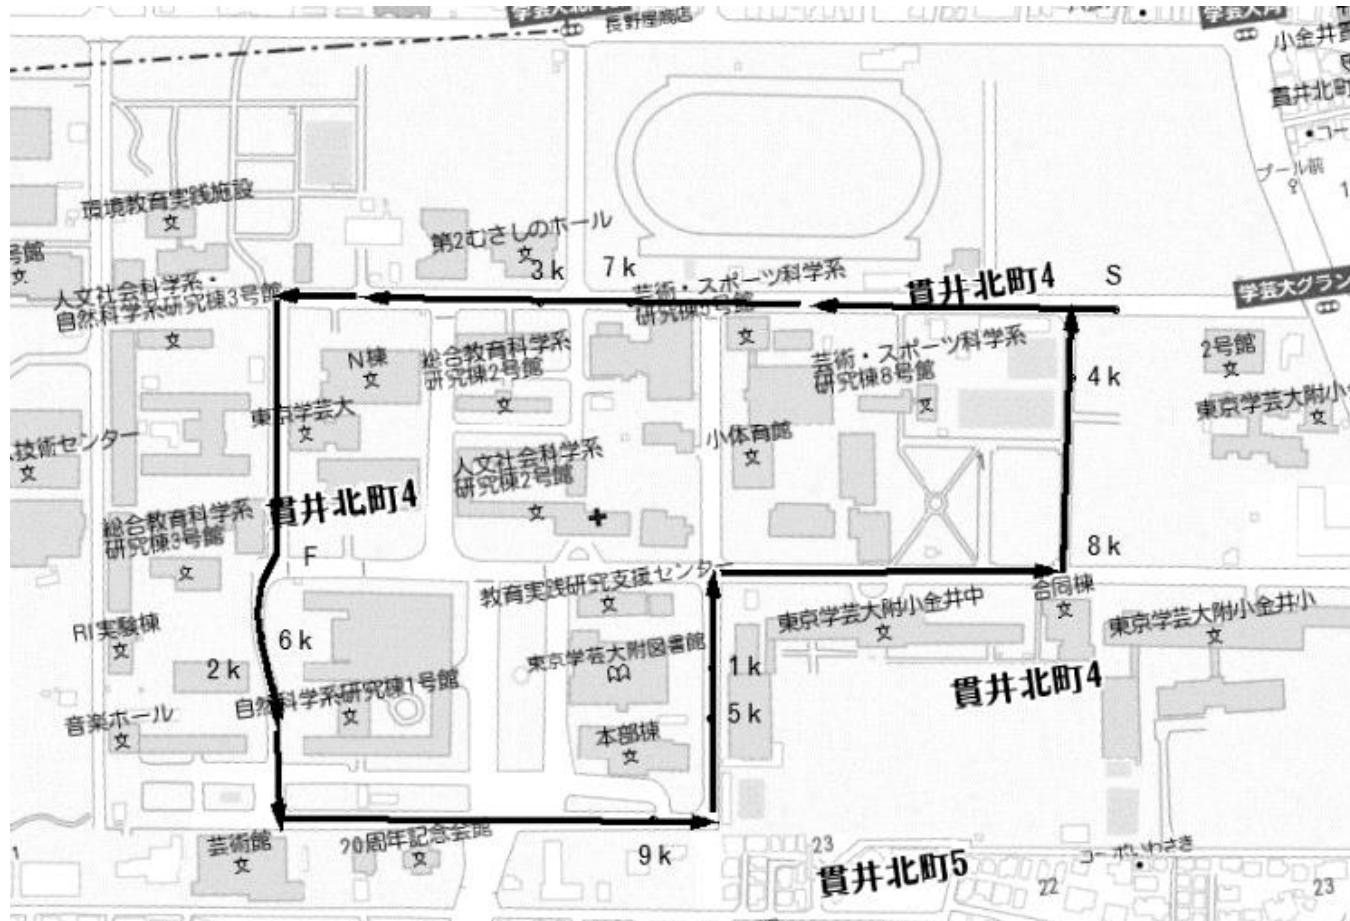 長野屋商店
小金井
貫井北町
プール前
環境教育実践施設
号館
第2むさしのホール
3k
7k
人文社会科学系・
自然科学系研究棟3号館
芸術・スポーツ科学系
研究棟5号館
貫井北町4
S
学芸大グラン
N棟
総合教育科学系
研究棟2号館
芸術・スポーツ科学系
研究棟8号館
4k
2号館
東京学芸大附小
東京学芸大
技術センター
小体育館
人文社会科学系
研究棟2号館
貫井北町4
総合教育科学系
研究棟3号館
F
8k
教育実践研究支援センター
合同棟
東京学芸大附小金井中
東京学芸大附小金井小
RI実験棟
6k
2k
東京学芸大附図書館
1k
5k
貫井北町4
自然科学系研究棟1号館
音楽ホール
本部棟
芸術館
20周年記念会館
9k
23
コーポいわさき
貫井北町5
22
23